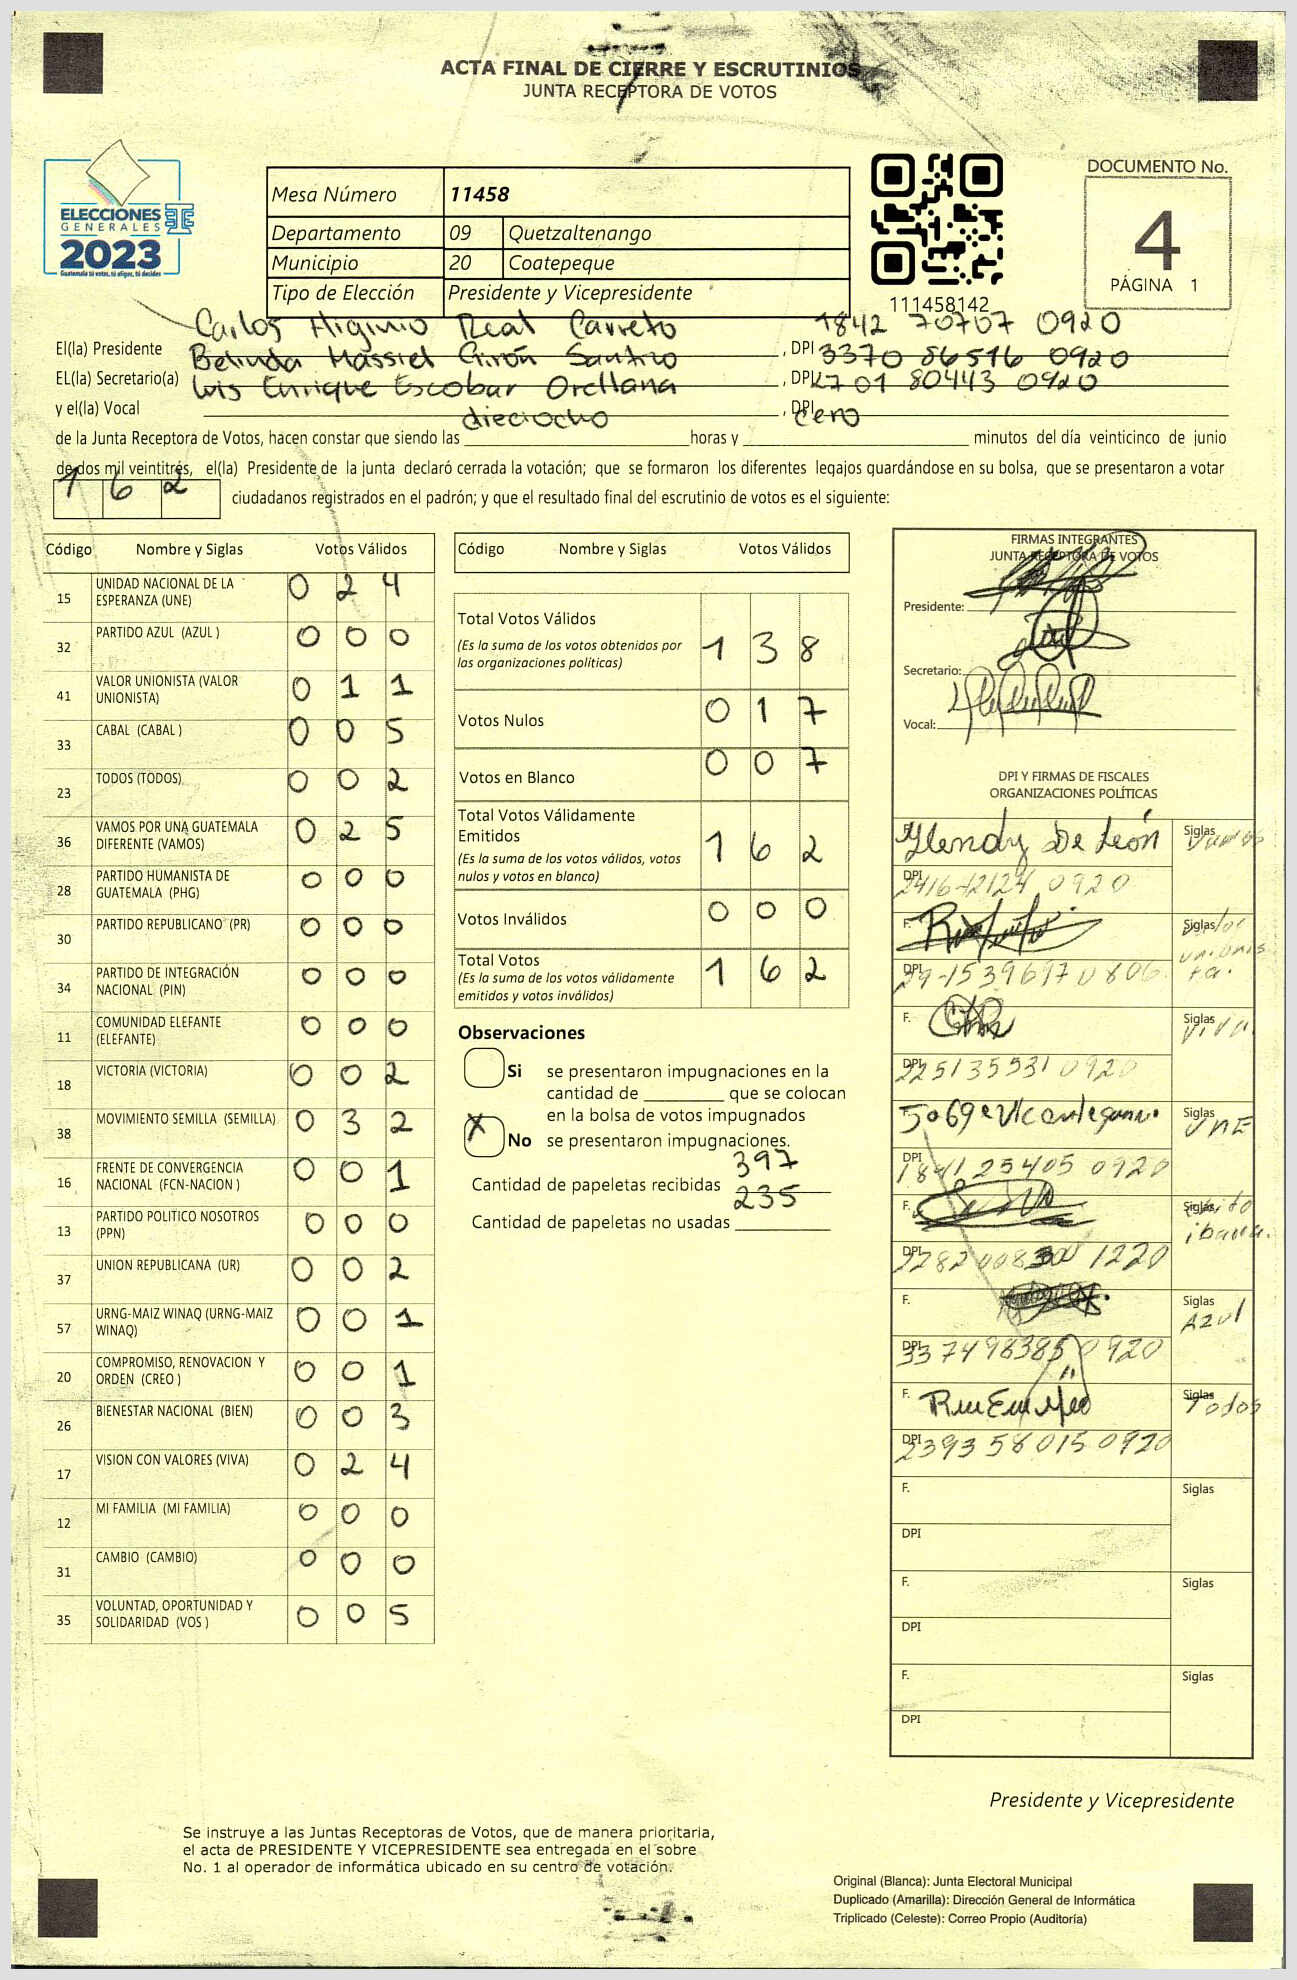 ACTA FINAL DE CIERRE Y ESCRUTINIOS
JUNTA RECEPTORA DE VOTOS
ELECCIONES
GENERALES
2023
Guatemala tú votas, tú eliges, tú decides
Mesa Número 11458
Departamento 09 Quetzaltenango
Municipio 20 Coatepeque
Tipo de Elección Presidente y Vicepresidente
111458142
DOCUMENTO No.
4
PÁGINA 1
El(la) Presidente Carlos Higinio Real Carreto , DPI 1842 70707 0920
EL(la) Secretario(a) Belinda Massiel Girón , DPI 3370 86516 0920
y el(la) Vocal Luis Enrique Escobar Orellana , DPI 2701 80443 0920
de la Junta Receptora de Votos, hacen constar que siendo las dieciocho horas y cero minutos del día veinticinco de junio
de dos mil veintitrés, el(la) Presidente de la junta declaró cerrada la votación; que se formaron los diferentes legajos guardándose en su bolsa, que se presentaron a votar
162 ciudadanos registrados en el padrón; y que el resultado final del escrutinio de votos es el siguiente:
Código Nombre y Siglas Votos Válidos
15 UNIDAD NACIONAL DE LA ESPERANZA (UNE) 0 2 4
32 PARTIDO AZUL (AZUL ) 0 0 0
41 VALOR UNIONISTA (VALOR UNIONISTA) 0 1 1
33 CABAL (CABAL ) 0 0 5
23 TODOS (TODOS) 0 0 2
36 VAMOS POR UNA GUATEMALA DIFERENTE (VAMOS) 0 2 5
28 PARTIDO HUMANISTA DE GUATEMALA (PHG) 0 0 0
30 PARTIDO REPUBLICANO (PR) 0 0 0
34 PARTIDO DE INTEGRACIÓN NACIONAL (PIN) 0 0 0
11 COMUNIDAD ELEFANTE (ELEFANTE) 0 0 0
18 VICTORIA (VICTORIA) 0 0 2
38 MOVIMIENTO SEMILLA (SEMILLA) 0 3 2
16 FRENTE DE CONVERGENCIA NACIONAL (FCN-NACION ) 0 0 1
13 PARTIDO POLITICO NOSOTROS (PPN) 0 0 0
37 UNION REPUBLICANA (UR) 0 0 2
57 URNG-MAIZ WINAQ (URNG-MAIZ WINAQ) 0 0 1
20 COMPROMISO, RENOVACION Y ORDEN (CREO ) 0 0 1
26 BIENESTAR NACIONAL (BIEN) 0 0 3
17 VISION CON VALORES (VIVA) 0 2 4
12 MI FAMILIA (MI FAMILIA) 0 0 0
31 CAMBIO (CAMBIO) 0 0 0
35 VOLUNTAD, OPORTUNIDAD Y SOLIDARIDAD (VOS ) 0 0 5
Código Nombre y Siglas Votos Válidos
Total Votos Válidos 1 3 8
(Es la suma de los votos obtenidos por
las organizaciones políticas)
Votos Nulos 0 1 7
Votos en Blanco 0 0 7
Total Votos Válidamente
Emitidos 1 6 2
(Es la suma de los votos válidos, votos
nulos y votos en blanco)
Votos Inválidos 0 0 0
Total Votos 1 6 2
(Es la suma de los votos válidamente
emitidos y votos inválidos)
Observaciones
Si se presentaron impugnaciones en la
cantidad de ________ que se colocan
en la bolsa de votos impugnados
X No se presentaron impugnaciones.
Cantidad de papeletas recibidas 397
Cantidad de papeletas no usadas 235
FIRMAS INTEGRANTES
JUNTA RECEPTORA DE VOTOS
Presidente:
Secretario:
Vocal:
DPI Y FIRMAS DE FISCALES
ORGANIZACIONES POLÍTICAS
F. Glendy De León Siglas
DPI 0920
F. Siglas Valor unionista.
DPI 0806
F. Siglas Viva
DPI 225135531 0920
F. Siglas UNE
DPI 1841 25405 0920
F. Siglas
DPI 1220
F. Siglas Azul
DPI 337498385 0920
F. Siglas Todos
DPI 2393 58015 0920
F. Siglas
DPI
F. Siglas
DPI
F. Siglas
DPI
Presidente y Vicepresidente
Se instruye a las Juntas Receptoras de Votos, que de manera prioritaria,
el acta de PRESIDENTE Y VICEPRESIDENTE sea entregada en el sobre
No. 1 al operador de informática ubicado en su centro de votación.
Original (Blanca): Junta Electoral Municipal
Duplicado (Amarilla): Dirección General de Informática
Triplicado (Celeste): Correo Propio (Auditoría)